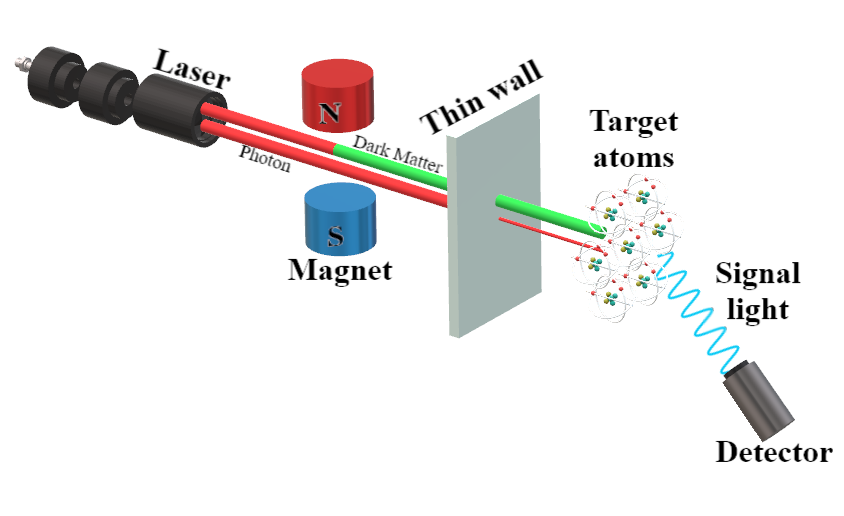 Laser
N
Photon
Dark Matter
S
Magnet
Thin wall
Target
atoms
Signal
light
Detector